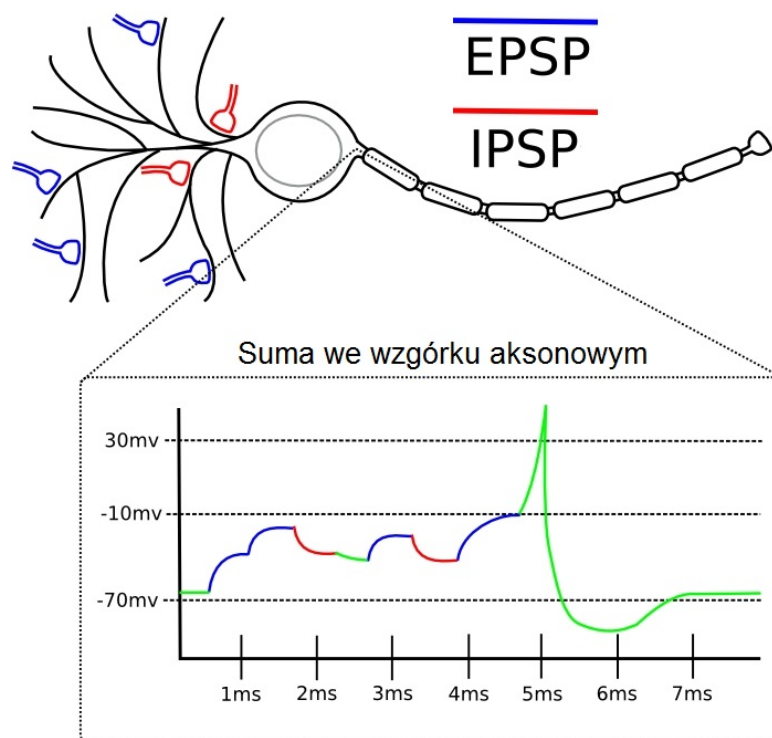 EPSP
IPSP
Suma we wzgórku aksonowym
30mv
-10mv
-70mv
1ms 2ms 3ms 4ms 5ms 6ms 7ms